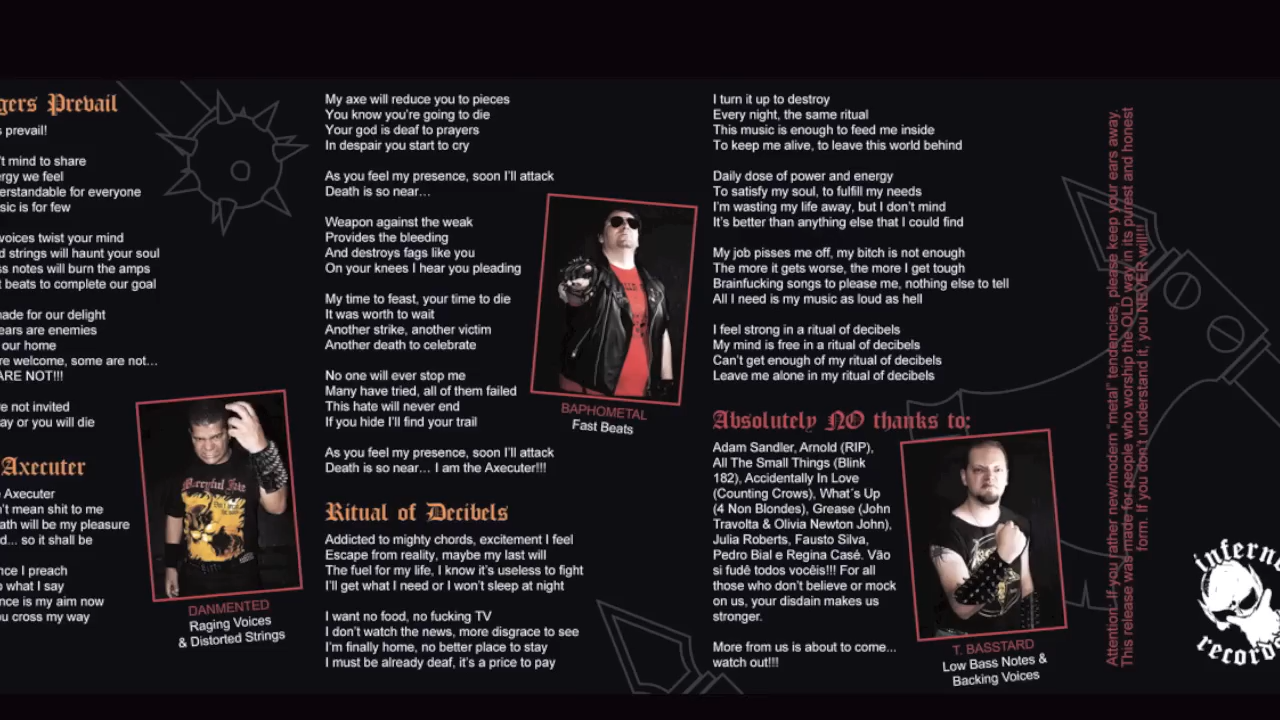 gers Prevail
s prevail!
't mind to share
ergy we feel
erstandable for everyone
sic is for few
voices twist your mind
d strings will haunt your soul
ss notes will burn the amps
t beats to complete our goal
made for our delight
ears are enemies
our home
re welcome, some are not...
ARE NOT!!!
re not invited
ay or you will die
Axecuter
e Axecuter
n't mean shit to me
ath will be my pleasure
d... so it shall be
nce I preach
o what I say
nce is my aim now
ou cross my way
Mercyful Fate
DANMENTED
Raging Voices
& Distorted Strings
My axe will reduce you to pieces
You know you're going to die
Your god is deaf to prayers
In despair you start to cry
As you feel my presence, soon I'll attack
Death is so near...
Weapon against the weak
Provides the bleeding
And destroys fags like you
On your knees I hear you pleading
My time to feast, your time to die
It was worth to wait
Another strike, another victim
Another death to celebrate
No one will ever stop me
Many have tried, all of them failed
This hate will never end
If you hide I'll find your trail
As you feel my presence, soon I'll attack
Death is so near... I am the Axecuter!!!
BAPHOMETAL
Fast Beats
Ritual of Decibels
Addicted to mighty chords, excitement I feel
Escape from reality, maybe my last will
The fuel for my life, I know it's useless to fight
I'll get what I need or I won't sleep at night
I want no food, no fucking TV
I don't watch the news, more disgrace to see
I'm finally home, no better place to stay
I must be already deaf, it's a price to pay
I turn it up to destroy
Every night, the same ritual
This music is enough to feed me inside
To keep me alive, to leave this world behind
Daily dose of power and energy
To satisfy my soul, to fulfill my needs
I'm wasting my life away, but I don't mind
It's better than anything else that I could find
My job pisses me off, my bitch is not enough
The more it gets worse, the more I get tough
Brainfucking songs to please me, nothing else to tell
All I need is my music as loud as hell
I feel strong in a ritual of decibels
My mind is free in a ritual of decibels
Can't get enough of my ritual of decibels
Leave me alone in my ritual of decibels
Absolutely NO thanks to:
Adam Sandler, Arnold (RIP),
All The Small Things (Blink
182), Accidentally In Love
(Counting Crows), What´s Up
(4 Non Blondes), Grease (John
Travolta & Olivia Newton John),
Julia Roberts, Fausto Silva,
Pedro Bial e Regina Casé. Vão
si fudê todos vocêis!!! For all
those who don't believe or mock
on us, your disdain makes us
stronger.
More from us is about to come...
watch out!!!
T. BASSTARD
Low Bass Notes &
Backing Voices
Attention: If you rather new/modern "metal" tendencies, please keep your ears away.
This release was made for people who worship the OLD way in its purest and honest
form. If you don't understand it, you NEVER will!!!
infern
records